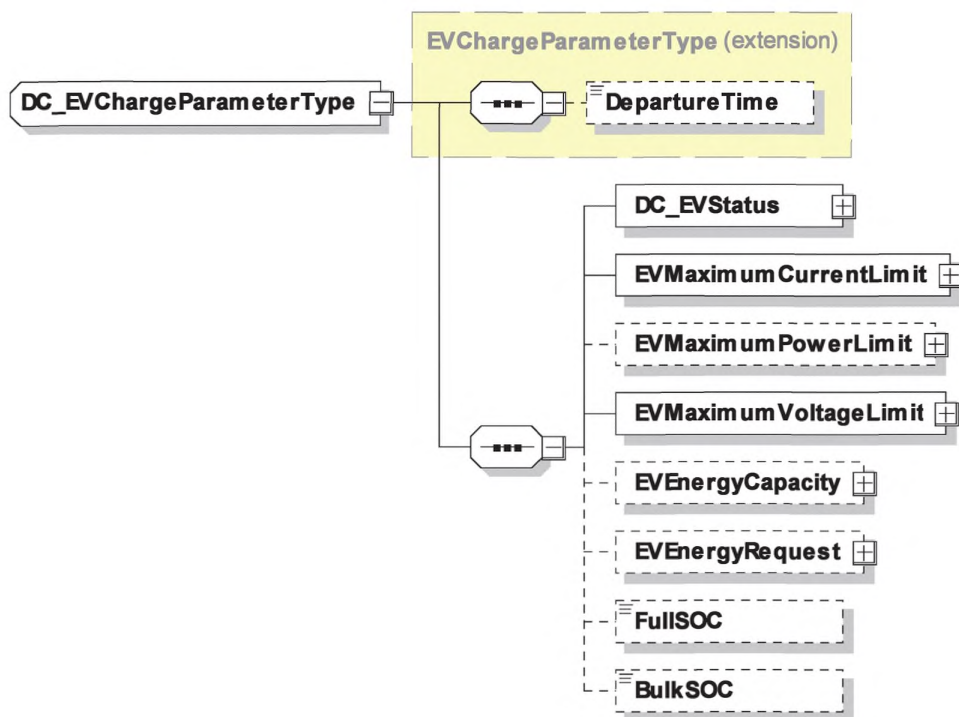 EVChargeParameterType (extension)
DC_EVChargeParameterType
DepartureTime
DC_EVStatus
EVMaximumCurrentLimit
EVMaximumPowerLimit
EVMaximumVoltageLimit
EVEnergyCapacity
EVEnergyRequest
FullSOC
BulkSOC